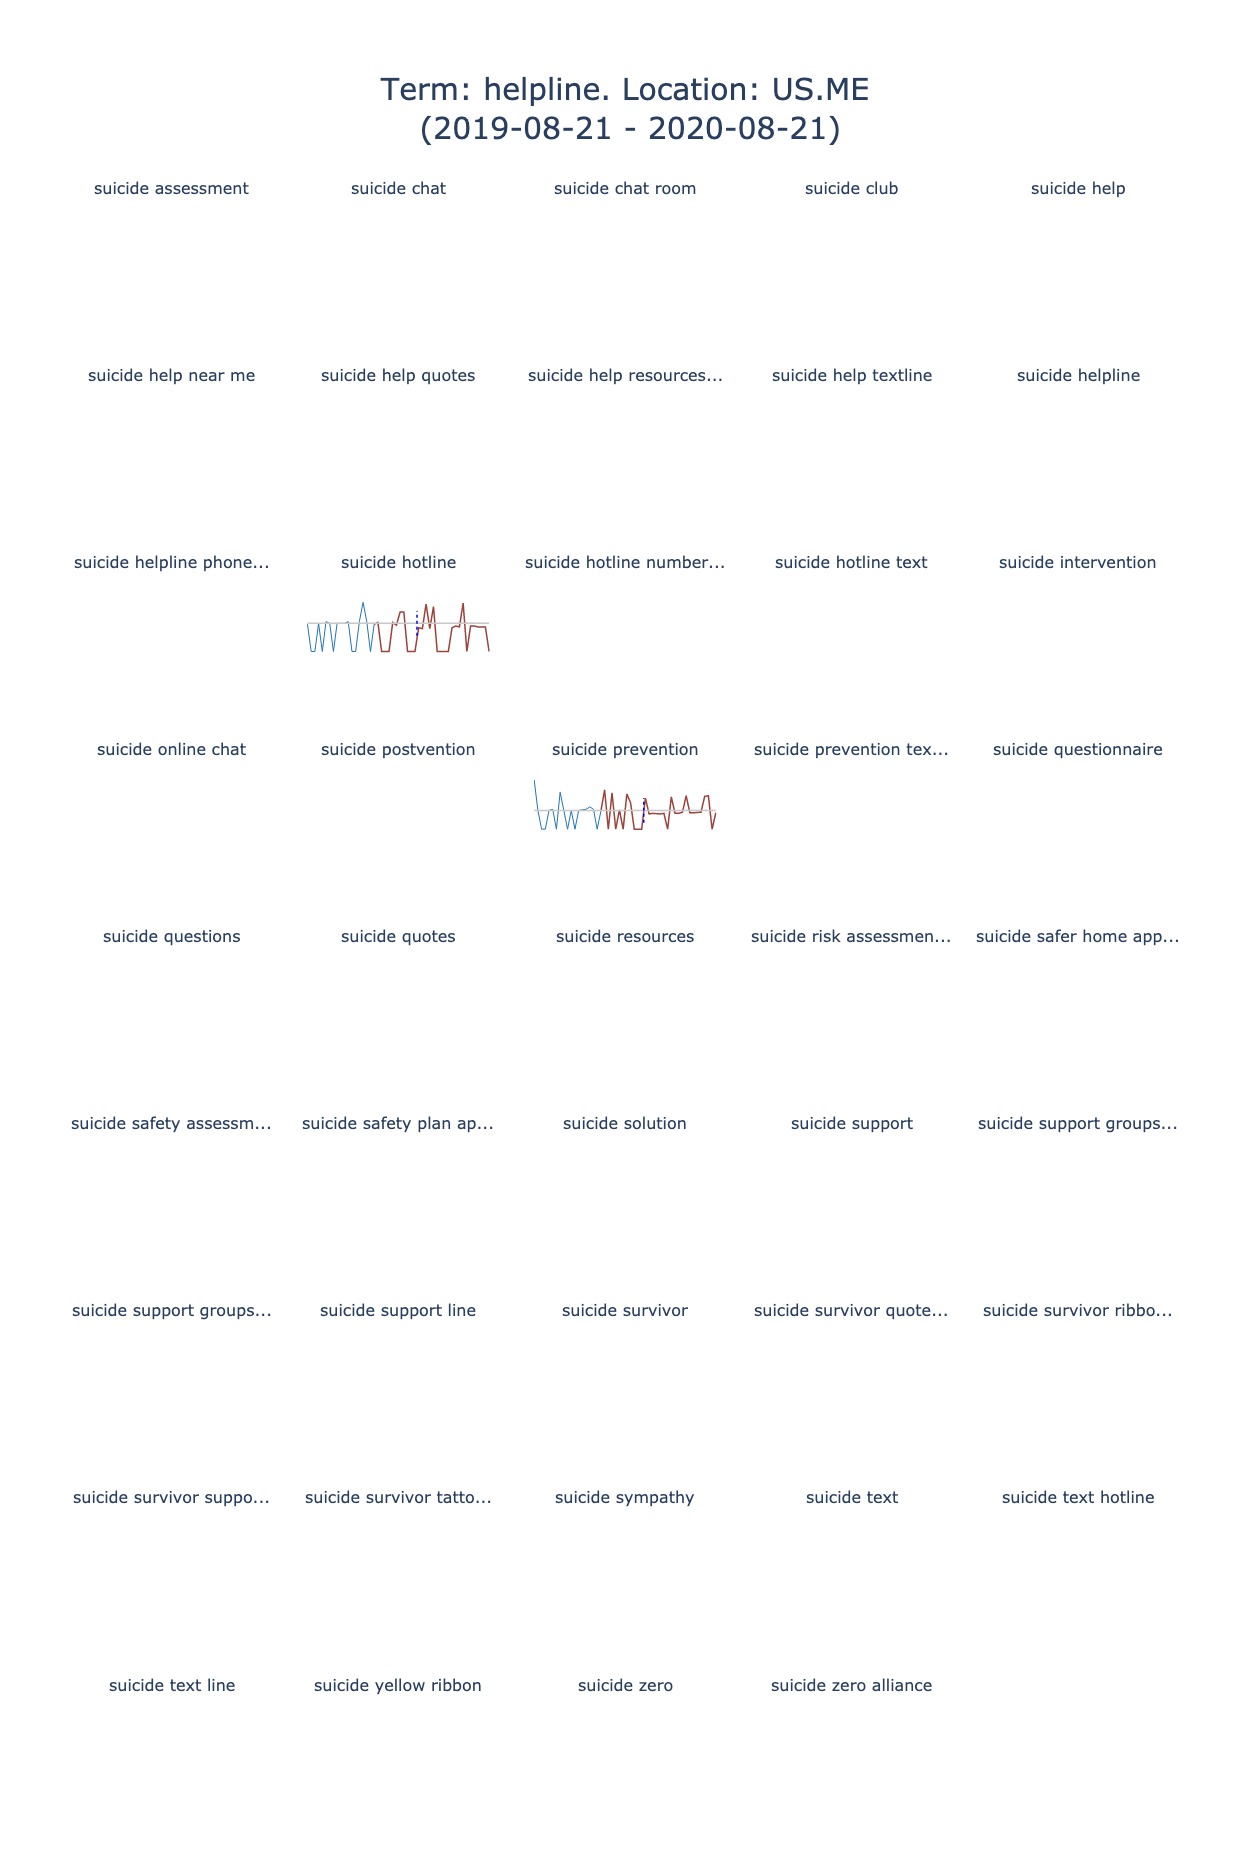 Term: helpline. Location: US.ME
(2019-08-21 - 2020-08-21)
suicide assessment
suicide chat
suicide chat room
suicide club
suicide help
suicide help near me
suicide help quotes
suicide help resources...
suicide help textline
suicide helpline
suicide helpline phone...
suicide hotline
suicide hotline number...
suicide hotline text
suicide intervention
suicide online chat
suicide postvention
suicide prevention
suicide prevention tex...
suicide questionnaire
suicide questions
suicide quotes
suicide resources
suicide risk assessmen...
suicide safer home app...
suicide safety assessm...
suicide safety plan ap...
suicide solution
suicide support
suicide support groups...
suicide support groups...
suicide support line
suicide survivor
suicide survivor quote...
suicide survivor ribbo...
suicide survivor suppo...
suicide survivor tatto...
suicide sympathy
suicide text
suicide text hotline
suicide text line
suicide yellow ribbon
suicide zero
suicide zero alliance